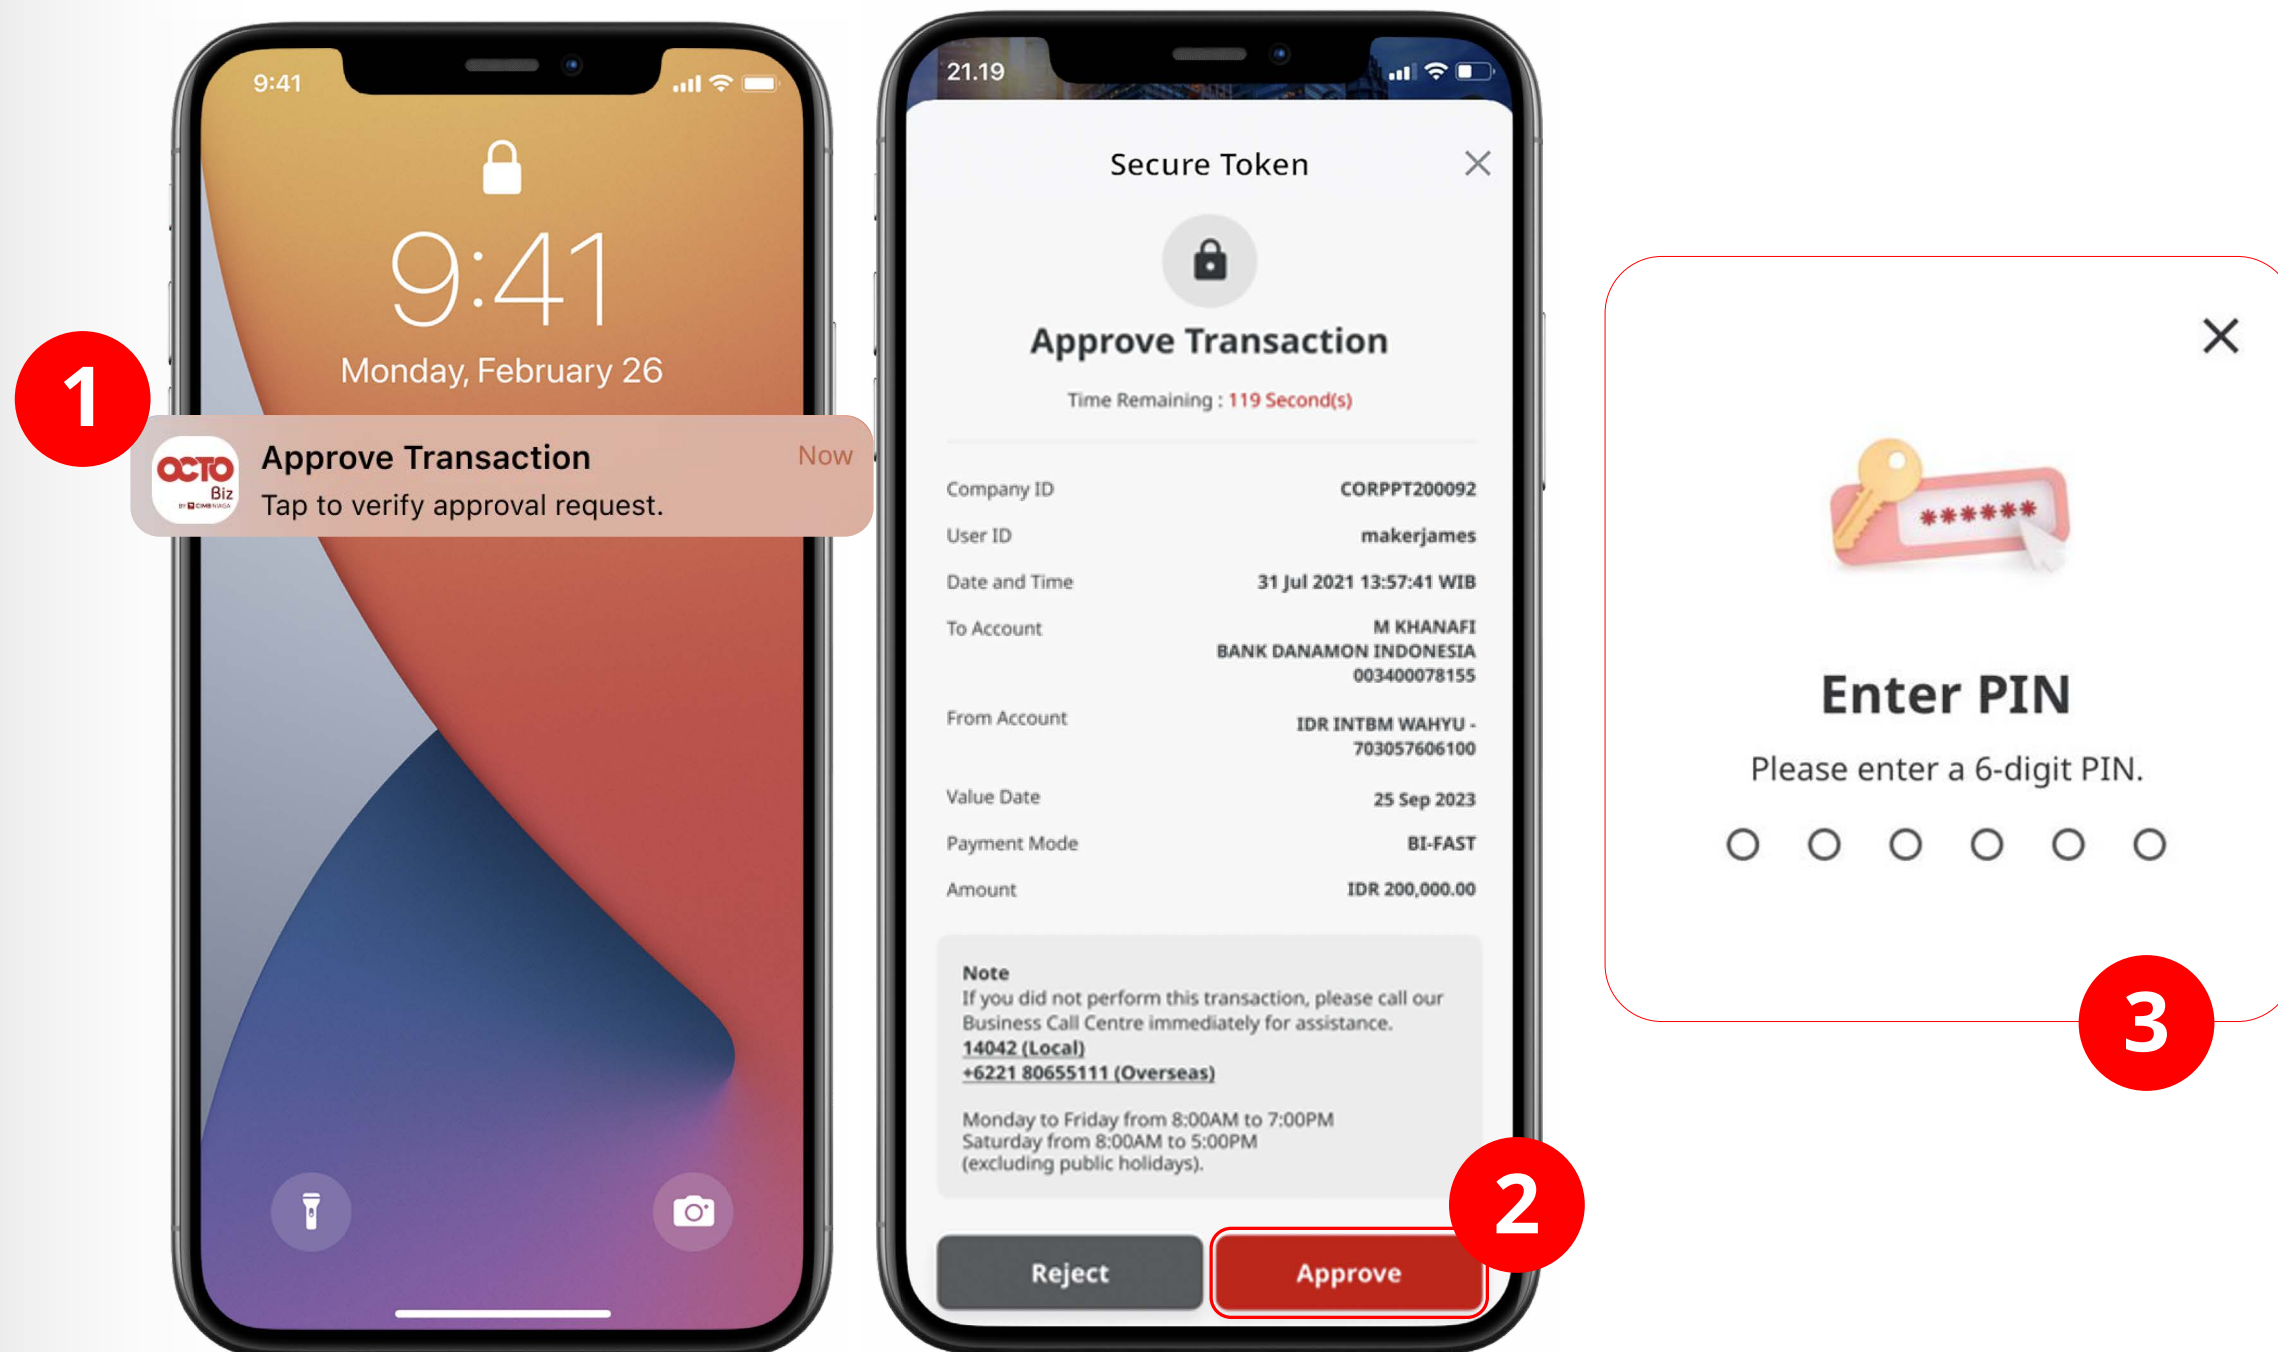 1
9:41
9:41
Monday, February 26
OCTO
Biz
BY CIMB NIAGA
Approve Transaction
Now
Tap to verify approval request.
21.19
Secure Token
Approve Transaction
Time Remaining : 119 Second(s)
Company ID CORPPT200092
User ID makerjames
Date and Time 31 Jul 2021 13:57:41 WIB
To Account M KHANAFI
BANK DANAMON INDONESIA
003400078155
From Account IDR INTBM WAHYU -
703057606100
Value Date 25 Sep 2023
Payment Mode BI-FAST
Amount IDR 200,000.00
Note
If you did not perform this transaction, please call our
Business Call Centre immediately for assistance.
14042 (Local)
+6221 80655111 (Overseas)
Monday to Friday from 8:00AM to 7:00PM
Saturday from 8:00AM to 5:00PM
(excluding public holidays).
2
Reject
Approve
******
Enter PIN
Please enter a 6-digit PIN.
3